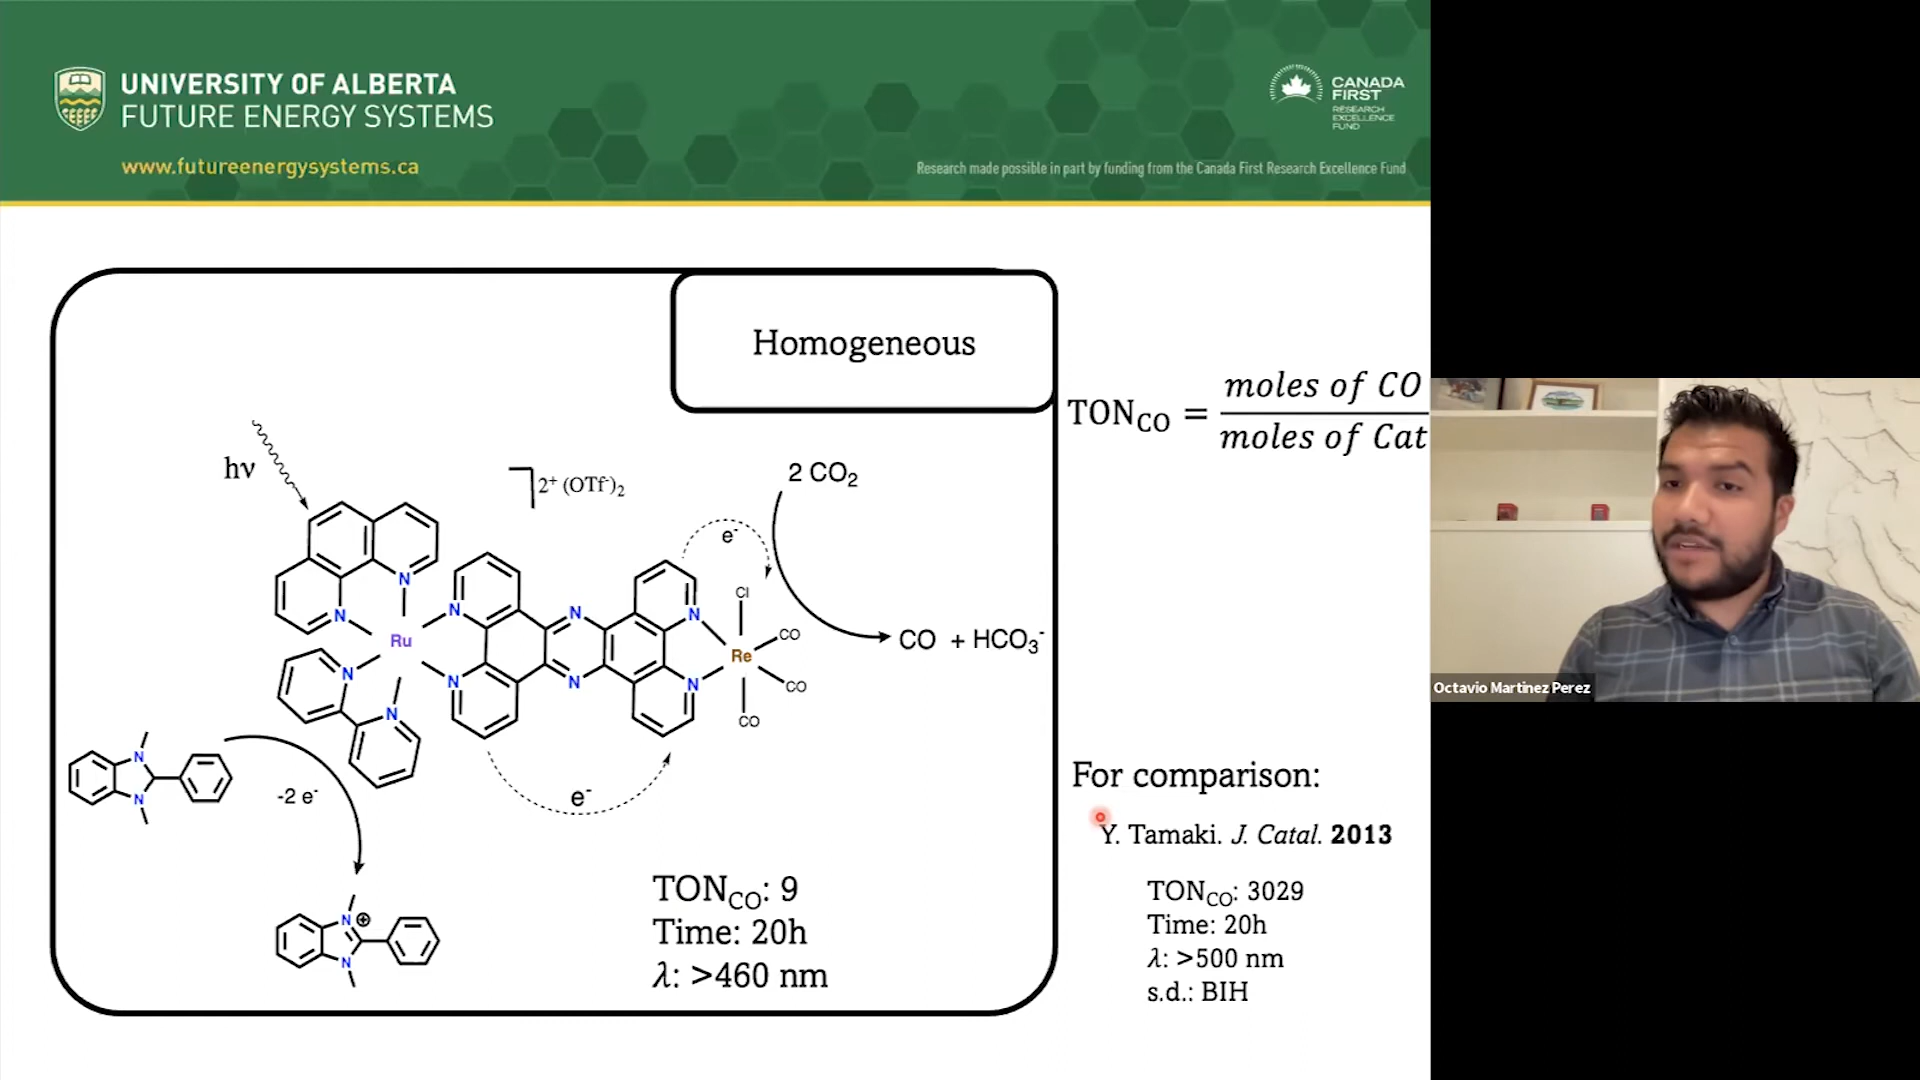 UNIVERSITY OF ALBERTA
FUTURE ENERGY SYSTEMS
www.futureenergysystems.ca
CANADA
FIRST
RESEARCH
EXCELLENCE
FUND
Research made possible in part by funding from the Canada First Research Excellence Fund
Homogeneous
TON_CO = moles of CO / moles of Cat
hν
]2+ (OTf-)2
2 CO2
e-
Cl
N
N
N
N
N
N
N
N
N
N
Ru
Re
CO
CO
CO
CO + HCO3-
N
N
-2 e-
e-
N⊕
N
TON_CO: 9
Time: 20h
λ: >460 nm
For comparison:
Y. Tamaki. J. Catal. 2013
TON_CO: 3029
Time: 20h
λ: >500 nm
s.d.: BIH
Octavio Martinez Perez